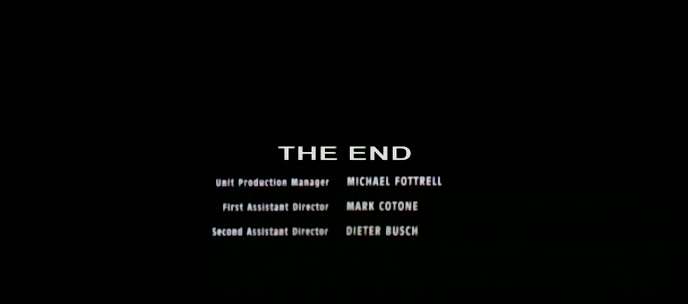 THE END
Unit Production Manager MICHAEL FOTTRELL
First Assistant Director MARK COTONE
Second Assistant Director DIETER BUSCH